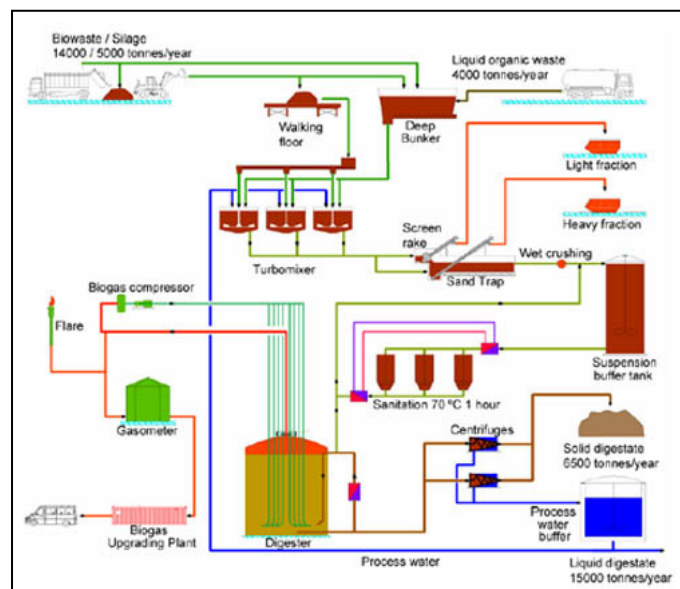 Biowaste / Silage
14000 / 5000 tonnes/year
Liquid organic waste
4000 tonnes/year
Walking
floor
Deep
Bunker
Light fraction
Heavy fraction
Screen
rake
Wet crushing
Turbomixer
Sand Trap
Biogas compressor
Flare
Suspension
buffer tank
Sanitation 70 ºC 1 hour
Gasometer
Centrifuges
Solid digestate
6500 tonnes/year
Process
water
buffer
Biogas
Upgrading Plant
Digester
Process water
Liquid digestate
15000 tonnes/year